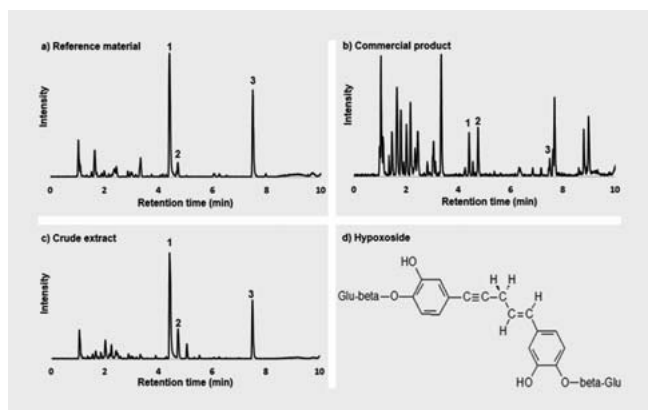 a) Reference material
1
3
2
Intensity
0 2 4 6 8 10
Retention time (min)
b) Commercial product
1 2
3
Intensity
0 2 4 6 8 10
Retention time (min)
c) Crude extract
1
3
2
Intensity
0 2 4 6 8 10
Retention time (min)
d) Hypoxoside
HO
H H
Glu-beta—O
C≡C
C=C
H
H
HO
O—beta-Glu